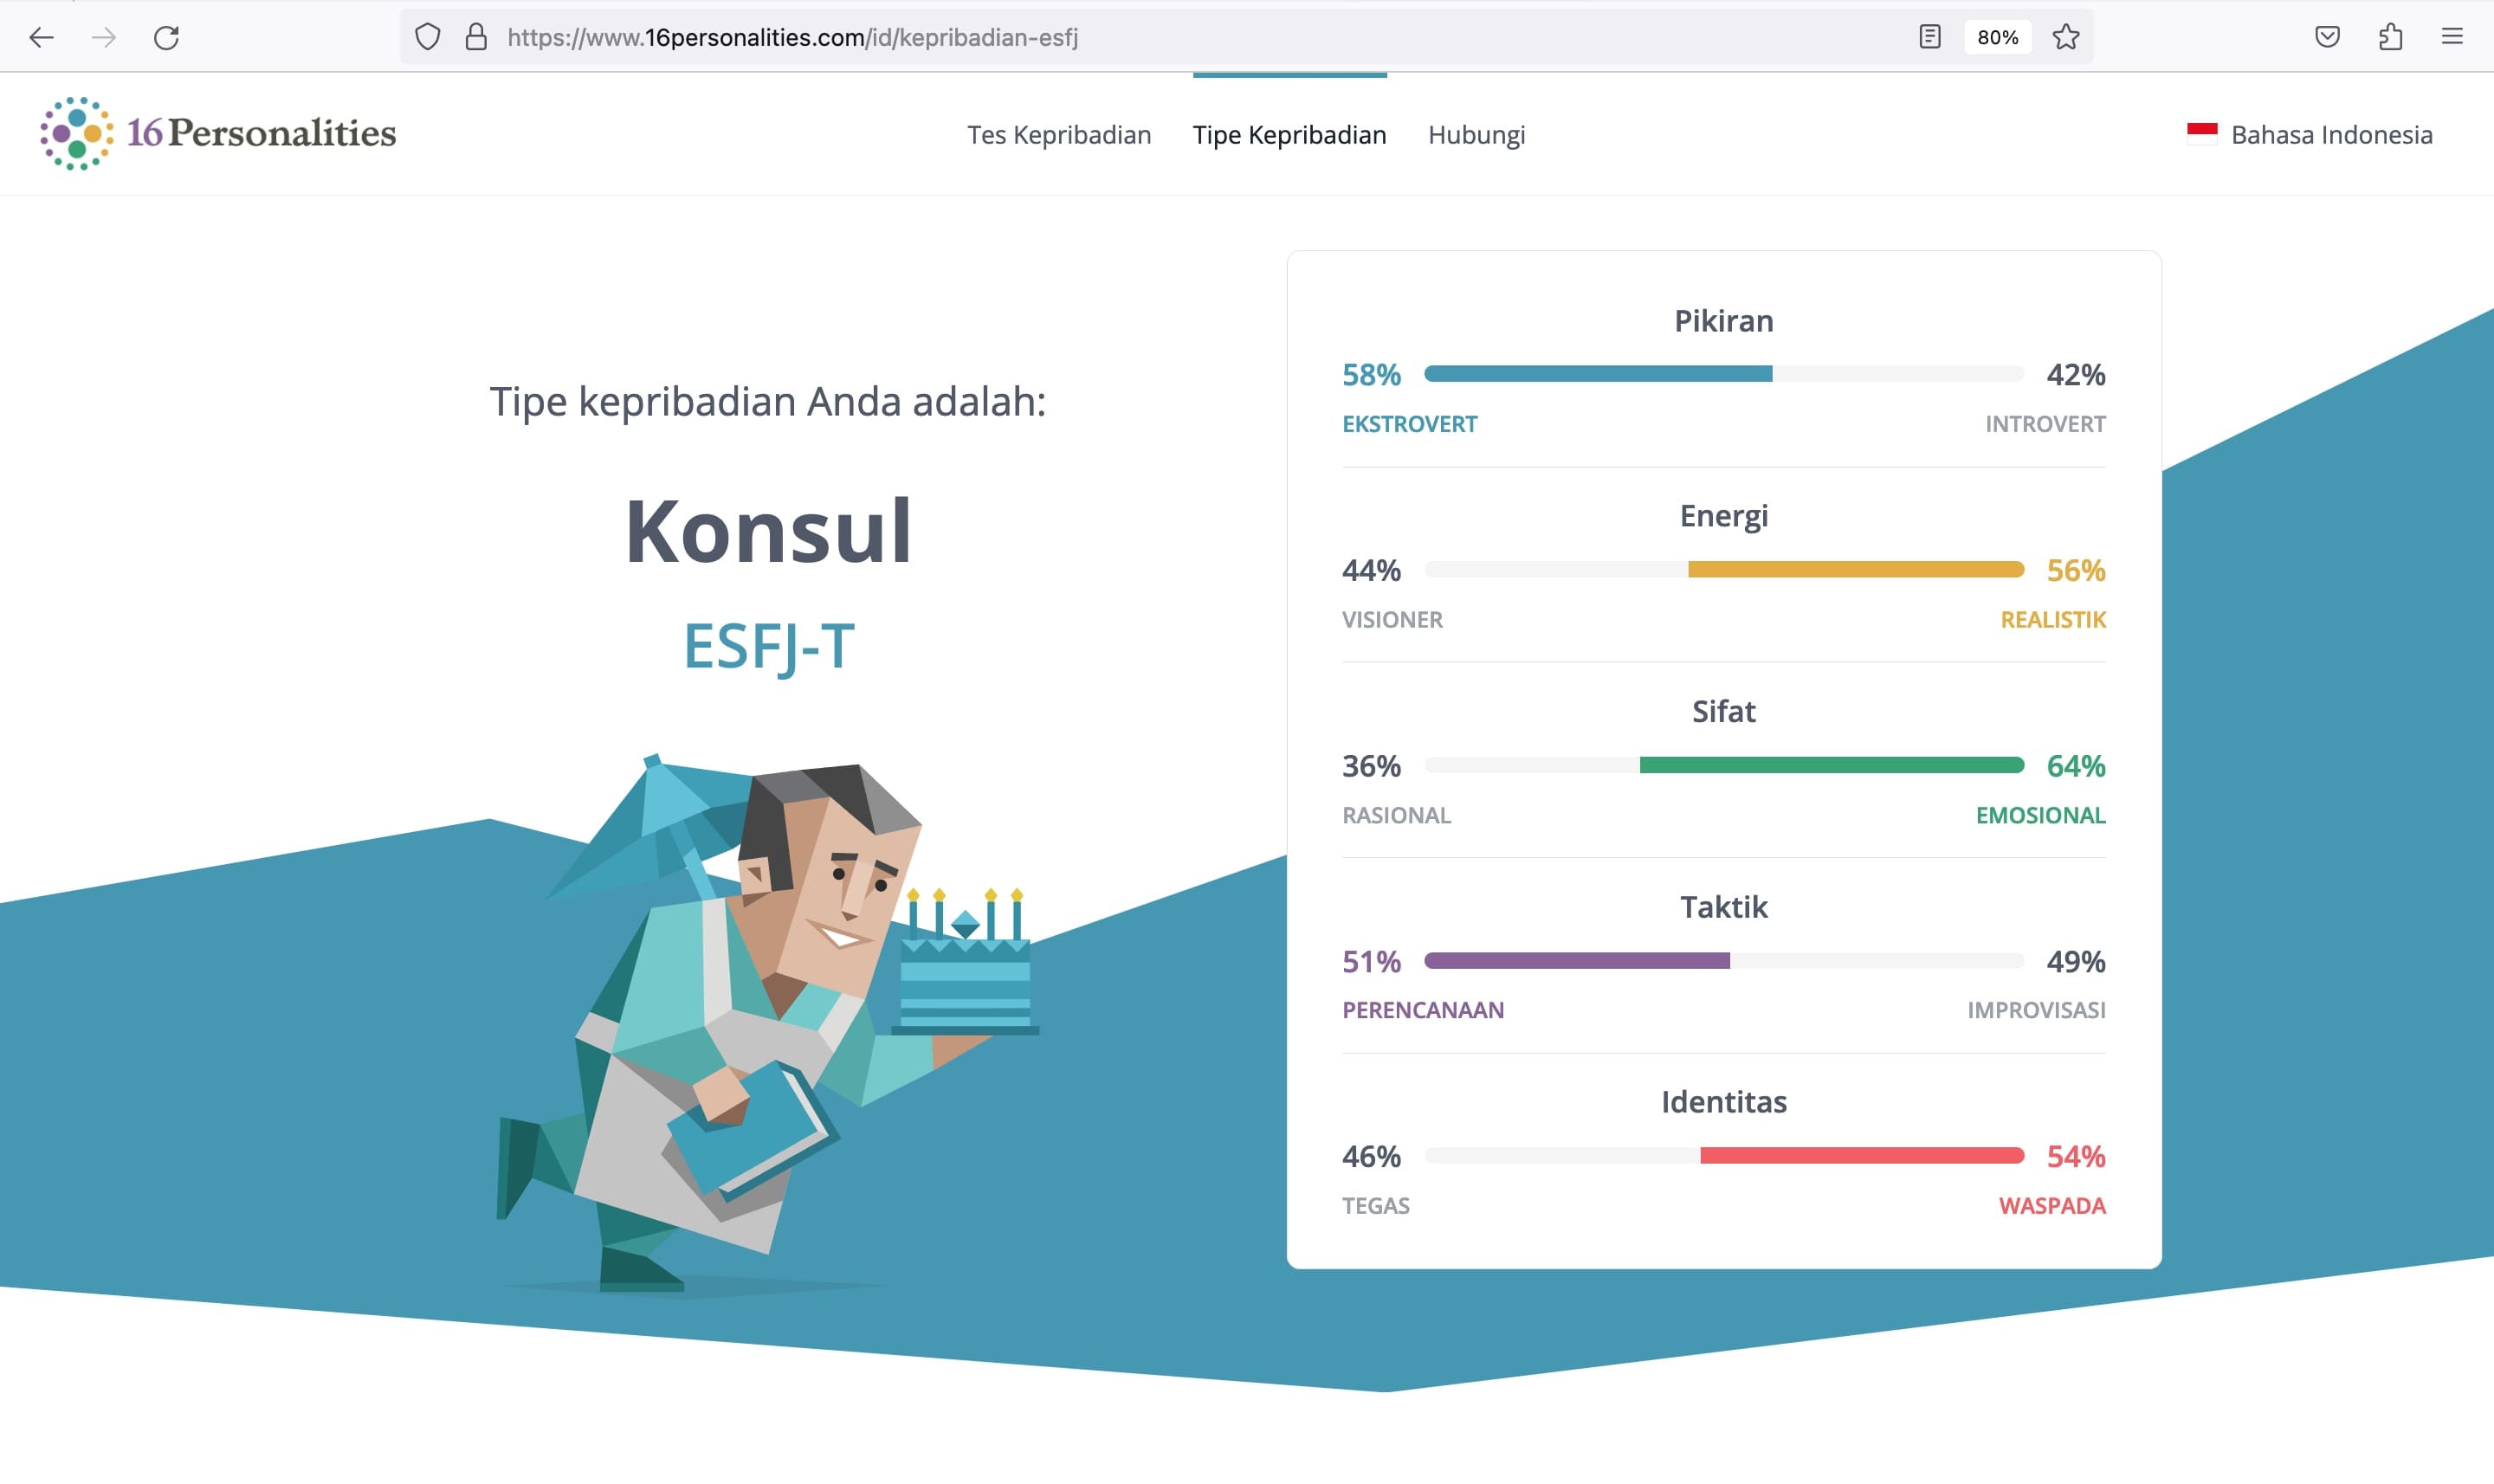 https://www.16personalities.com/id/kepribadian-esfj
80%
16Personalities
Tes Kepribadian
Tipe Kepribadian
Hubungi
Bahasa Indonesia
Tipe kepribadian Anda adalah:
Konsul
ESFJ-T
Pikiran
58% 42%
EKSTROVERT INTROVERT
Energi
44% 56%
VISIONER REALISTIK
Sifat
36% 64%
RASIONAL EMOSIONAL
Taktik
51% 49%
PERENCANAAN IMPROVISASI
Identitas
46% 54%
TEGAS WASPADA